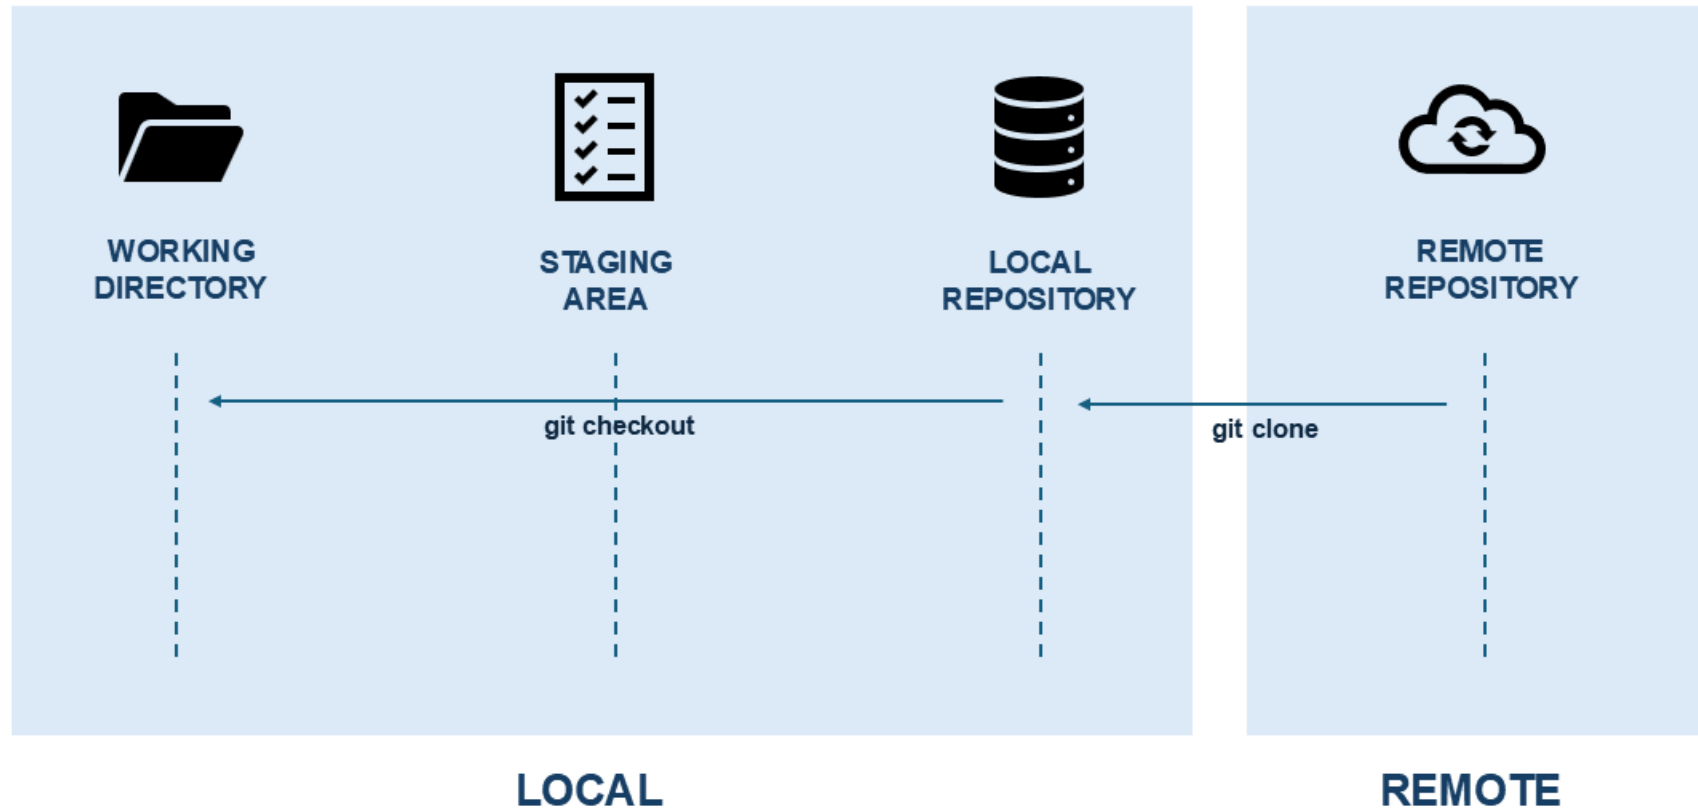 WORKING
DIRECTORY
STAGING
AREA
LOCAL
REPOSITORY
REMOTE
REPOSITORY
git checkout
git clone
LOCAL
REMOTE